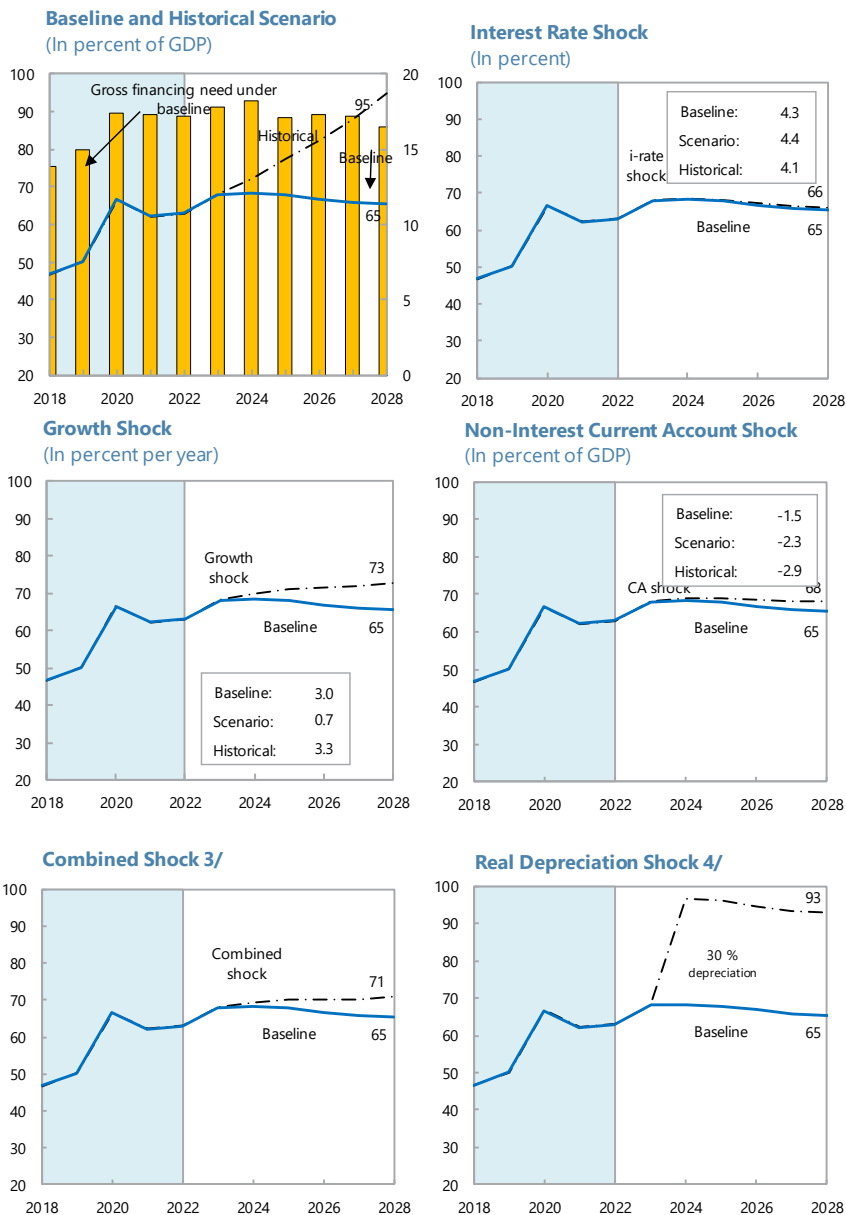 Baseline and Historical Scenario
(In percent of GDP)
100
90
80
70
60
50
40
30
20
20
15
10
5
0
Gross financing need under
baseline
95
Historical
Baseline
65
2018 2020 2022 2024 2026 2028
Interest Rate Shock
(In percent)
100
90
80
70
60
50
40
30
20
Baseline: 4.3
Scenario: 4.4
Historical: 4.1
i-rate
shock
66
Baseline
65
2018 2020 2022 2024 2026 2028
Growth Shock
(In percent per year)
100
90
80
70
60
50
40
30
20
Growth
shock
73
Baseline
65
Baseline: 3.0
Scenario: 0.7
Historical: 3.3
2018 2020 2022 2024 2026 2028
Non-Interest Current Account Shock
(In percent of GDP)
100
90
80
70
60
50
40
30
20
Baseline: -1.5
Scenario: -2.3
Historical: -2.9
CA shock
68
Baseline
65
2018 2020 2022 2024 2026 2028
Combined Shock 3/
100
90
80
70
60
50
40
30
20
Combined
shock
71
Baseline
65
2018 2020 2022 2024 2026 2028
Real Depreciation Shock 4/
100
90
80
70
60
50
40
30
20
93
30 %
depreciation
Baseline
65
2018 2020 2022 2024 2026 2028